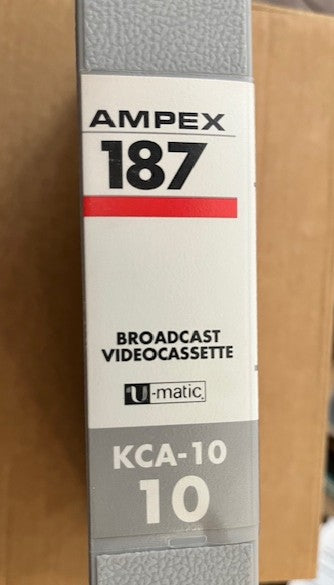 AMPEX
187
BROADCAST
VIDEOCASSETTE
U-matic
KCA-10
10